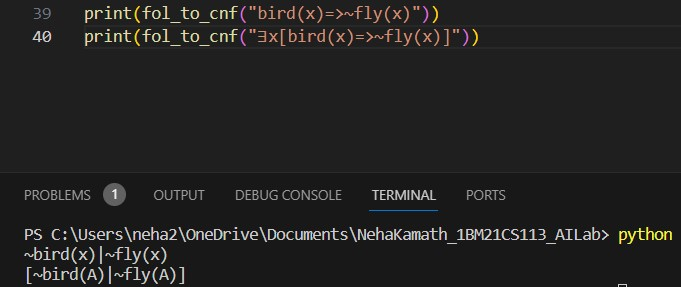 39 print(fol_to_cnf("bird(x)=>~fly(x)"))
40 print(fol_to_cnf("∃x[bird(x)=>~fly(x)]"))
PROBLEMS 1 OUTPUT DEBUG CONSOLE TERMINAL PORTS
PS C:\Users\neha2\OneDrive\Documents\NehaKamath_1BM21CS113_AILab> python
~bird(x)|~fly(x)
[~bird(A)|~fly(A)]